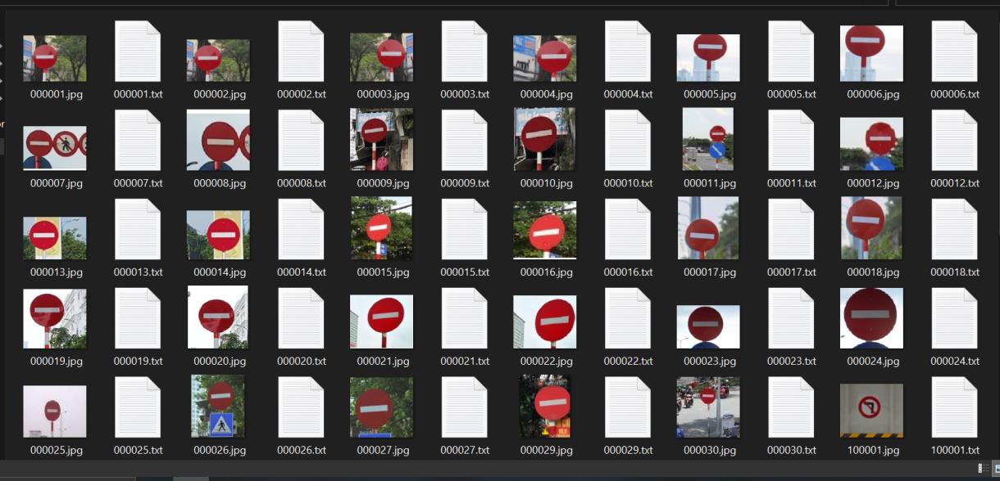 000001.jpg 000001.txt 000002.jpg 000002.txt 000003.jpg 000003.txt 000004.jpg 000004.txt 000005.jpg 000005.txt 000006.jpg 000006.txt
000007.jpg 000007.txt 000008.jpg 000008.txt 000009.jpg 000009.txt 000010.jpg 000010.txt 000011.jpg 000011.txt 000012.jpg 000012.txt
000013.jpg 000013.txt 000014.jpg 000014.txt 000015.jpg 000015.txt 000016.jpg 000016.txt 000017.jpg 000017.txt 000018.jpg 000018.txt
000019.jpg 000019.txt 000020.jpg 000020.txt 000021.jpg 000021.txt 000022.jpg 000022.txt 000023.jpg 000023.txt 000024.jpg 000024.txt
000025.jpg 000025.txt 000026.jpg 000026.txt 000027.jpg 000027.txt 000029.jpg 000029.txt 000030.jpg 000030.txt 100001.jpg 100001.txt